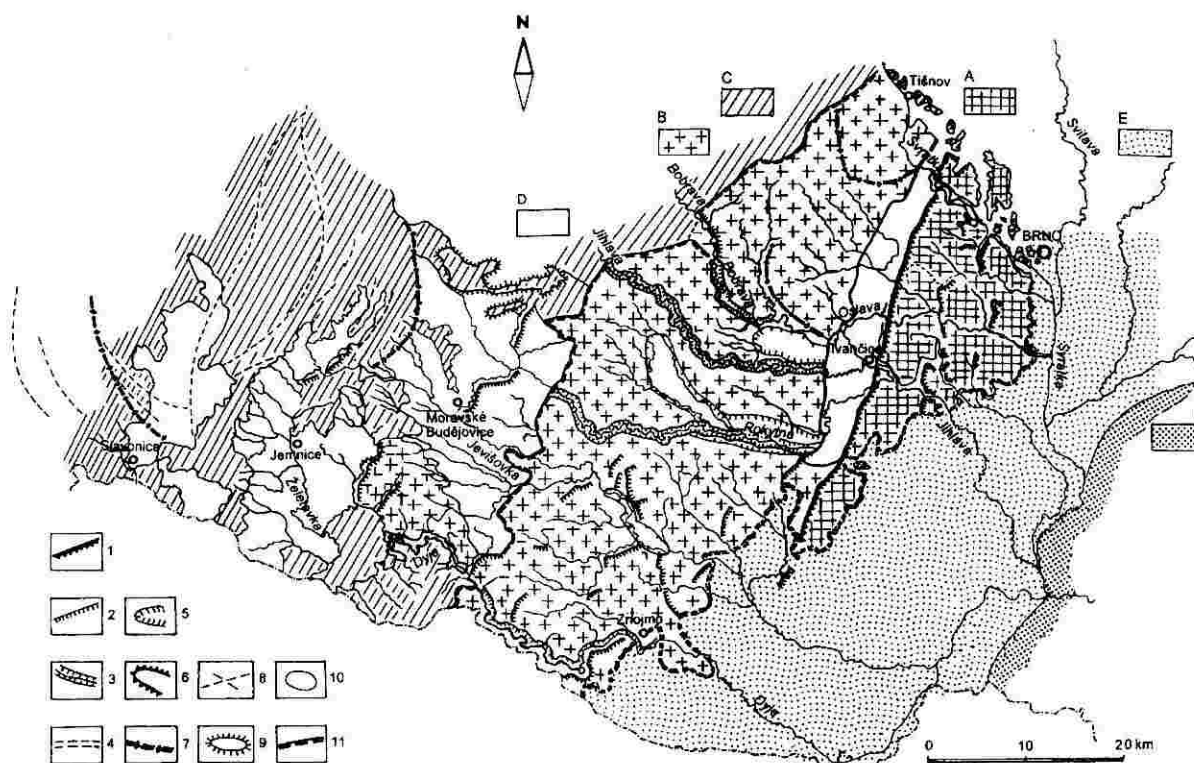 N
C
B
D
A
E
Tišnov
Svratka
Svitava
BRNO
Bobrava
Jihlava
Bobrava
Oslava
Ivančice
Svratka
Rokytná
Jihlava
Moravské
Budějovice
Jevišovka
Slavonice
Jemnice
Želetavka
Dyje
Znojmo
Dyje
1
2
5
3
6
8
10
4
7
9
11
0 10 20 km